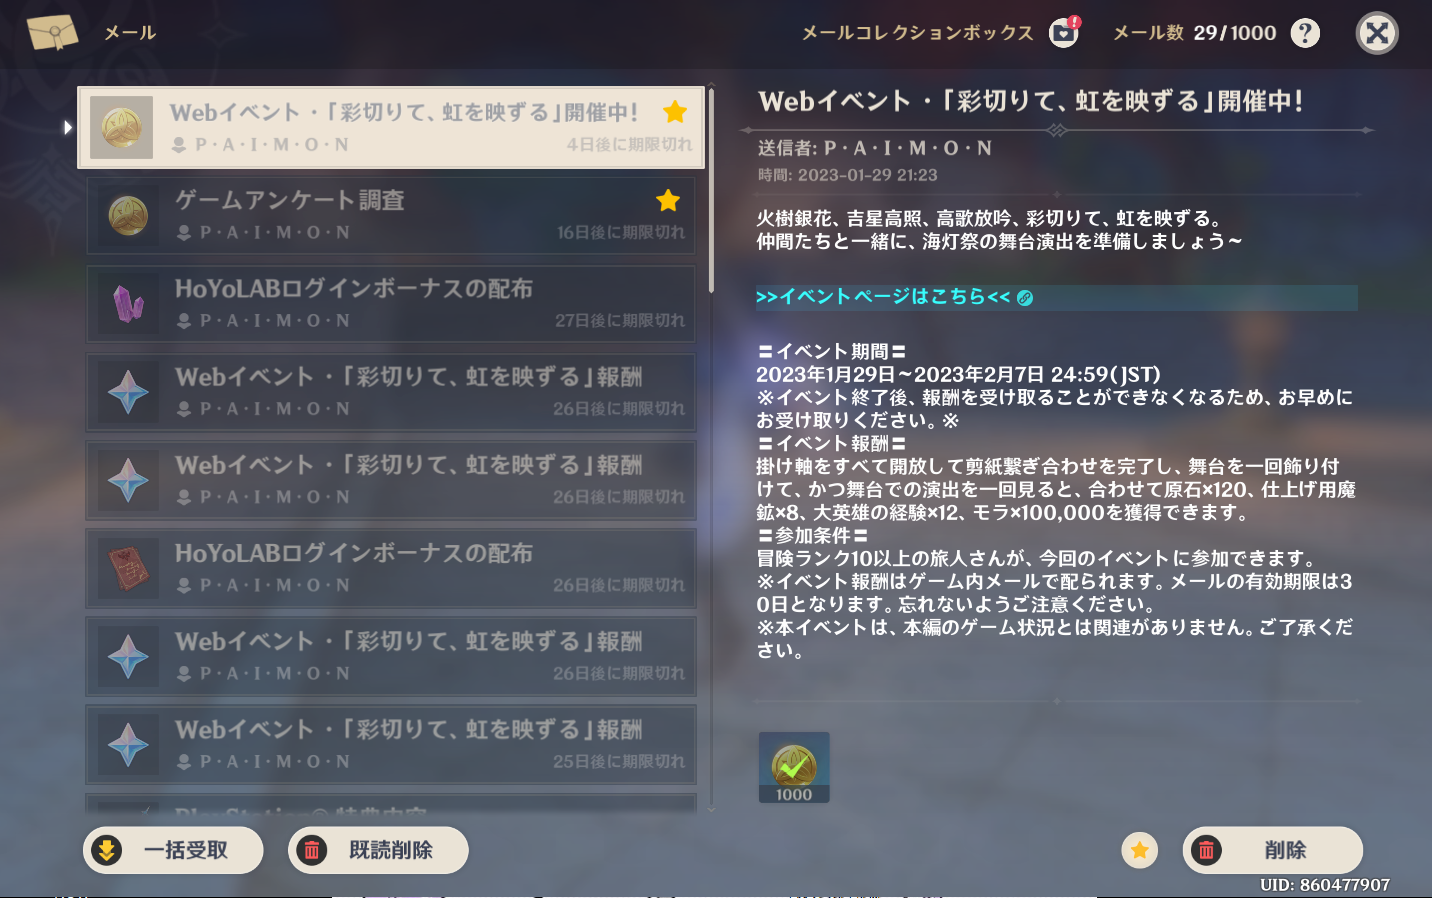 メール
メールコレクションボックス
メール数 29/1000
Webイベント・「彩切りて、虹を映ずる」開催中！
P・A・I・M・O・N
4日後に期限切れ
ゲームアンケート調査
P・A・I・M・O・N
16日後に期限切れ
HoYoLABログインボーナスの配布
P・A・I・M・O・N
27日後に期限切れ
Webイベント・「彩切りて、虹を映ずる」報酬
P・A・I・M・O・N
26日後に期限切れ
Webイベント・「彩切りて、虹を映ずる」報酬
P・A・I・M・O・N
26日後に期限切れ
HoYoLABログインボーナスの配布
P・A・I・M・O・N
26日後に期限切れ
Webイベント・「彩切りて、虹を映ずる」報酬
P・A・I・M・O・N
26日後に期限切れ
Webイベント・「彩切りて、虹を映ずる」報酬
P・A・I・M・O・N
25日後に期限切れ
一括受取
既読削除
Webイベント・「彩切りて、虹を映ずる」開催中！
送信者: P・A・I・M・O・N
時間: 2023-01-29 21:23
火樹銀花、吉星高照、高歌放吟、彩切りて、虹を映ずる。
仲間たちと一緒に、海灯祭の舞台演出を準備しましょう～
>>イベントページはこちら<<
〓イベント期間〓
2023年1月29日～2023年2月7日 24:59(JST)
※イベント終了後、報酬を受け取ることができなくなるため、お早めに
お受け取りください。※
〓イベント報酬〓
掛け軸をすべて開放して剪紙繋ぎ合わせを完了し、舞台を一回飾り付
けて、かつ舞台での演出を一回見ると、合わせて原石×120、仕上げ用魔
鉱×8、大英雄の経験×12、モラ×100,000を獲得できます。
〓参加条件〓
冒険ランク10以上の旅人さんが、今回のイベントに参加できます。
※イベント報酬はゲーム内メールで配られます。メールの有効期限は3
0日となります。忘れないようご注意ください。
※本イベントは、本編のゲーム状況とは関連がありません。ご了承くだ
さい。
1000
削除
UID: 860477907